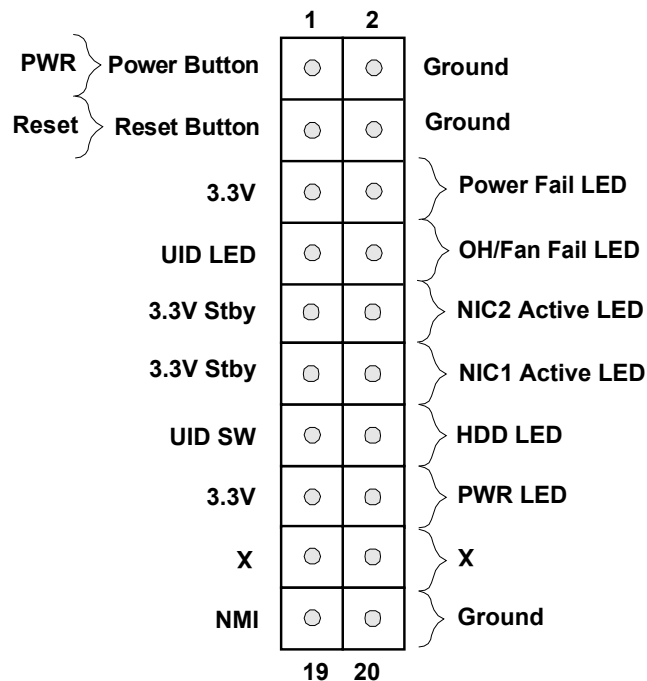 1 2
PWR Power Button Ground
Reset Reset Button Ground
3.3V Power Fail LED
UID LED OH/Fan Fail LED
3.3V Stby NIC2 Active LED
3.3V Stby NIC1 Active LED
UID SW HDD LED
3.3V PWR LED
X X
NMI Ground
19 20